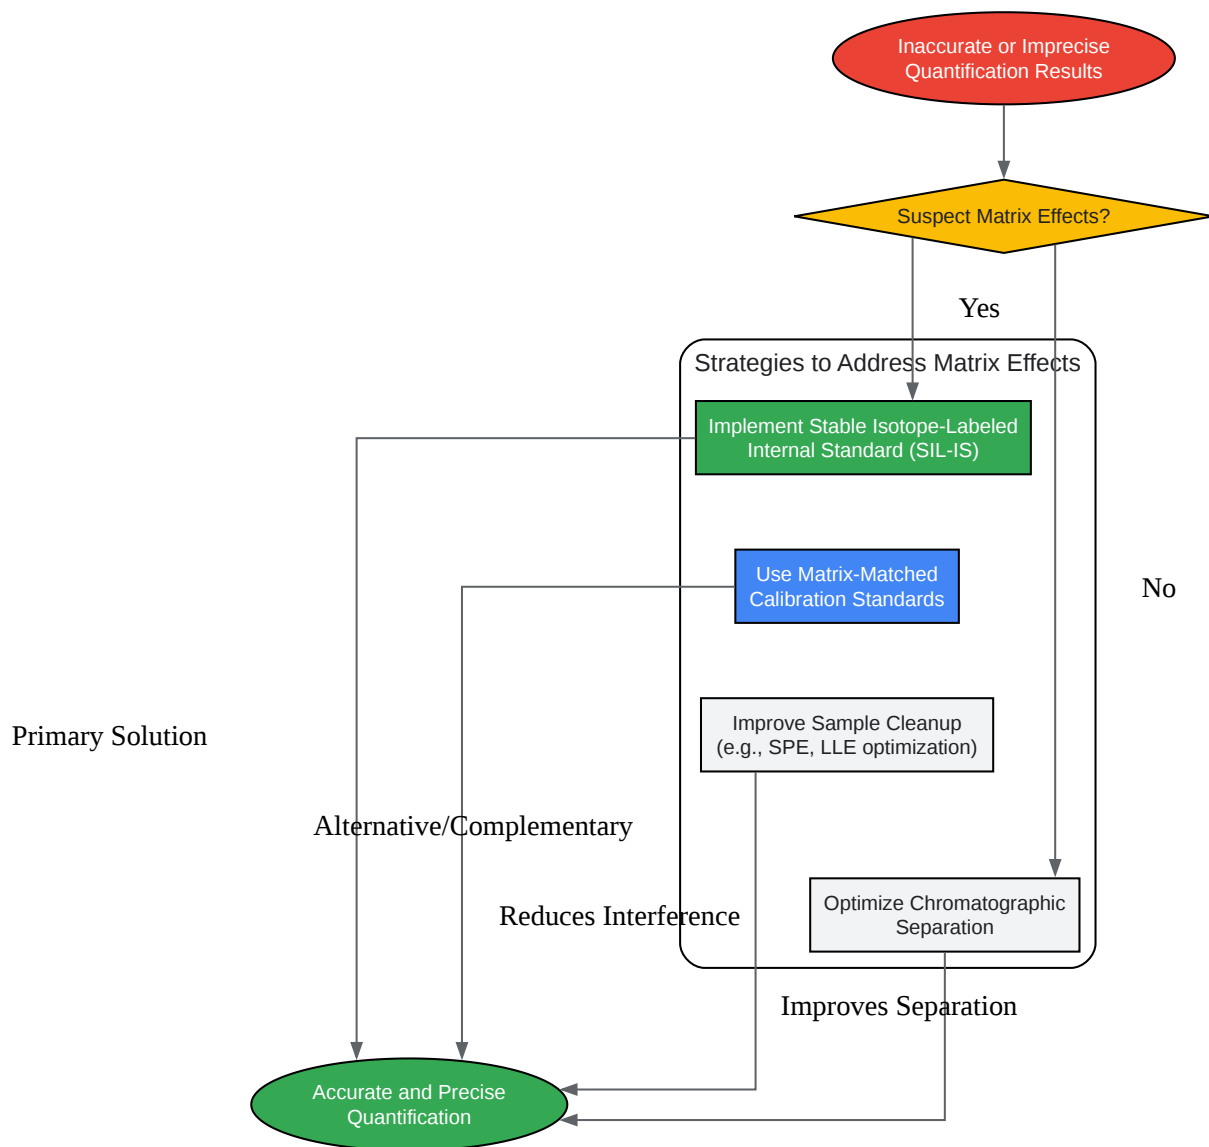 Inaccurate or Imprecise
Quantification Results
Suspect Matrix Effects?
Yes
Strategies to Address Matrix Effects
Implement Stable Isotope-Labeled
Internal Standard (SIL-IS)
Use Matrix-Matched
Calibration Standards
No
Improve Sample Cleanup
(e.g., SPE, LLE optimization)
Primary Solution
Alternative/Complementary
Optimize Chromatographic
Separation
Reduces Interference
Improves Separation
Accurate and Precise
Quantification